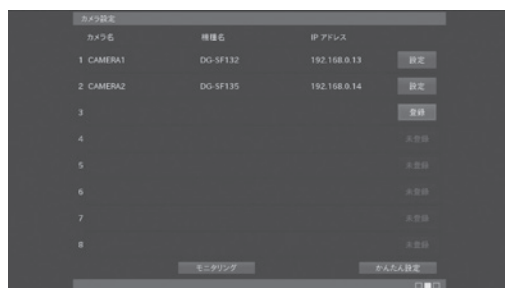 カメラ設定
カメラ名 機種名 IP アドレス
1 CAMERA1 DG-SF132 192.168.0.13 設定
2 CAMERA2 DG-SF135 192.168.0.14 設定
3 登録
4 未登録
5 未登録
6 未登録
7 未登録
8 未登録
モニタリング かんたん設定